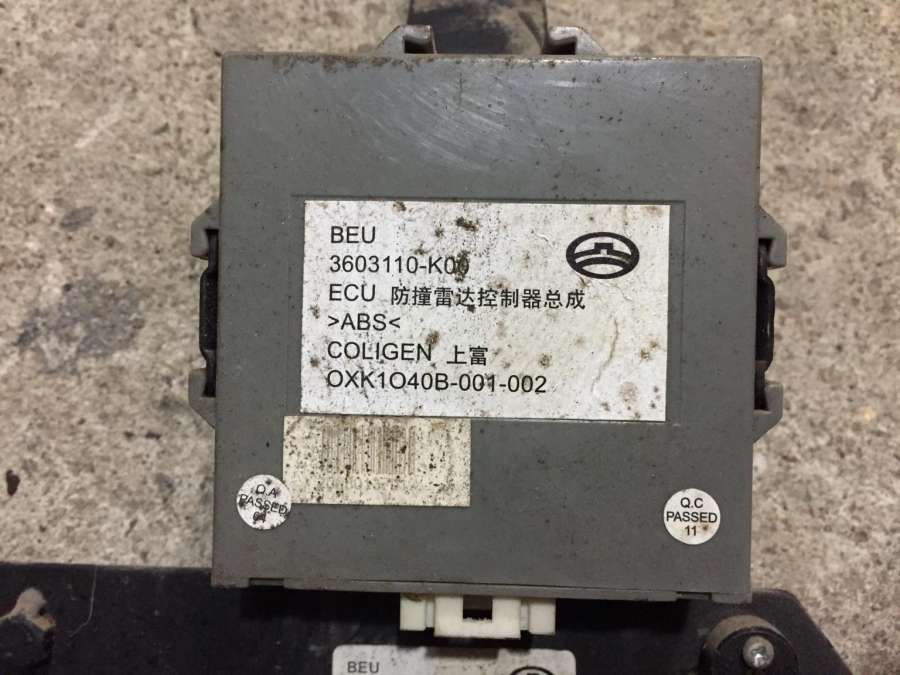 BEU
3603110-K00
ECU 防撞雷达控制器总成
>ABS<
COLIGEN 上富
OXK1O40B-001-002
Q.A
PASSED
Q.C
PASSED
11
BEU